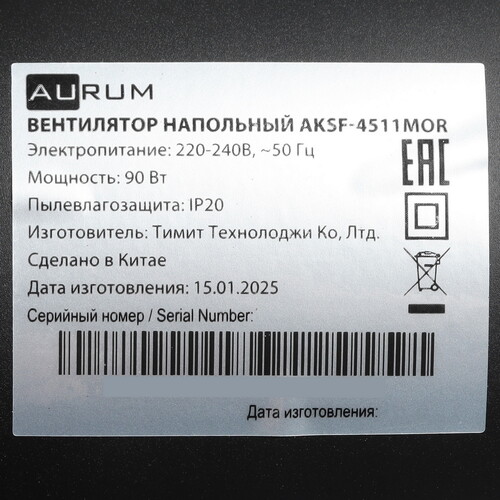 AURUM
ВЕНТИЛЯТОР НАПОЛЬНЫЙ AKSF-4511MOR
Электропитание: 220-240В, ~50 Гц
Мощность: 90 Вт
Пылевлагозащита: IP20
Изготовитель: Тимит Технолоджи Ко, Лтд.
Сделано в Китае
Дата изготовления: 15.01.2025
Серийный номер / Serial Number:
Дата изготовления:
EAC